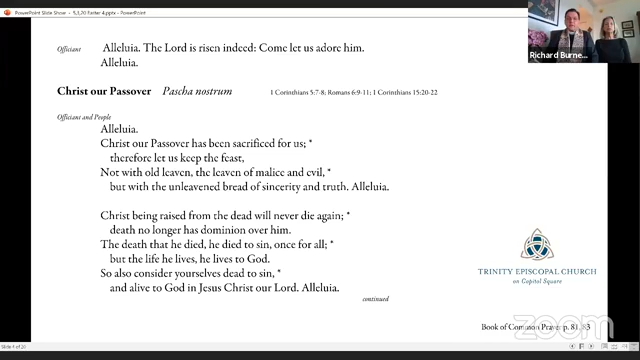 PowerPoint Slide Show - 5.3.20 Easter 4.pptx - PowerPoint
Richard Burne...
Officiant Alleluia. The Lord is risen indeed: Come let us adore him.
Alleluia.
Christ our Passover Pascha nostrum 1 Corinthians 5:7-8; Romans 6:9-11; 1 Corinthians 15:20-22
Officiant and People
Alleluia.
Christ our Passover has been sacrificed for us; *
therefore let us keep the feast,
Not with old leaven, the leaven of malice and evil, *
but with the unleavened bread of sincerity and truth. Alleluia.
Christ being raised from the dead will never die again; *
death no longer has dominion over him.
The death that he died, he died to sin, once for all; *
but the life he lives, he lives to God.
So also consider yourselves dead to sin, *
and alive to God in Jesus Christ our Lord. Alleluia.
continued
TRINITY EPISCOPAL CHURCH
on Capitol Square
Book of Common Prayer p. 81, 83
zoom